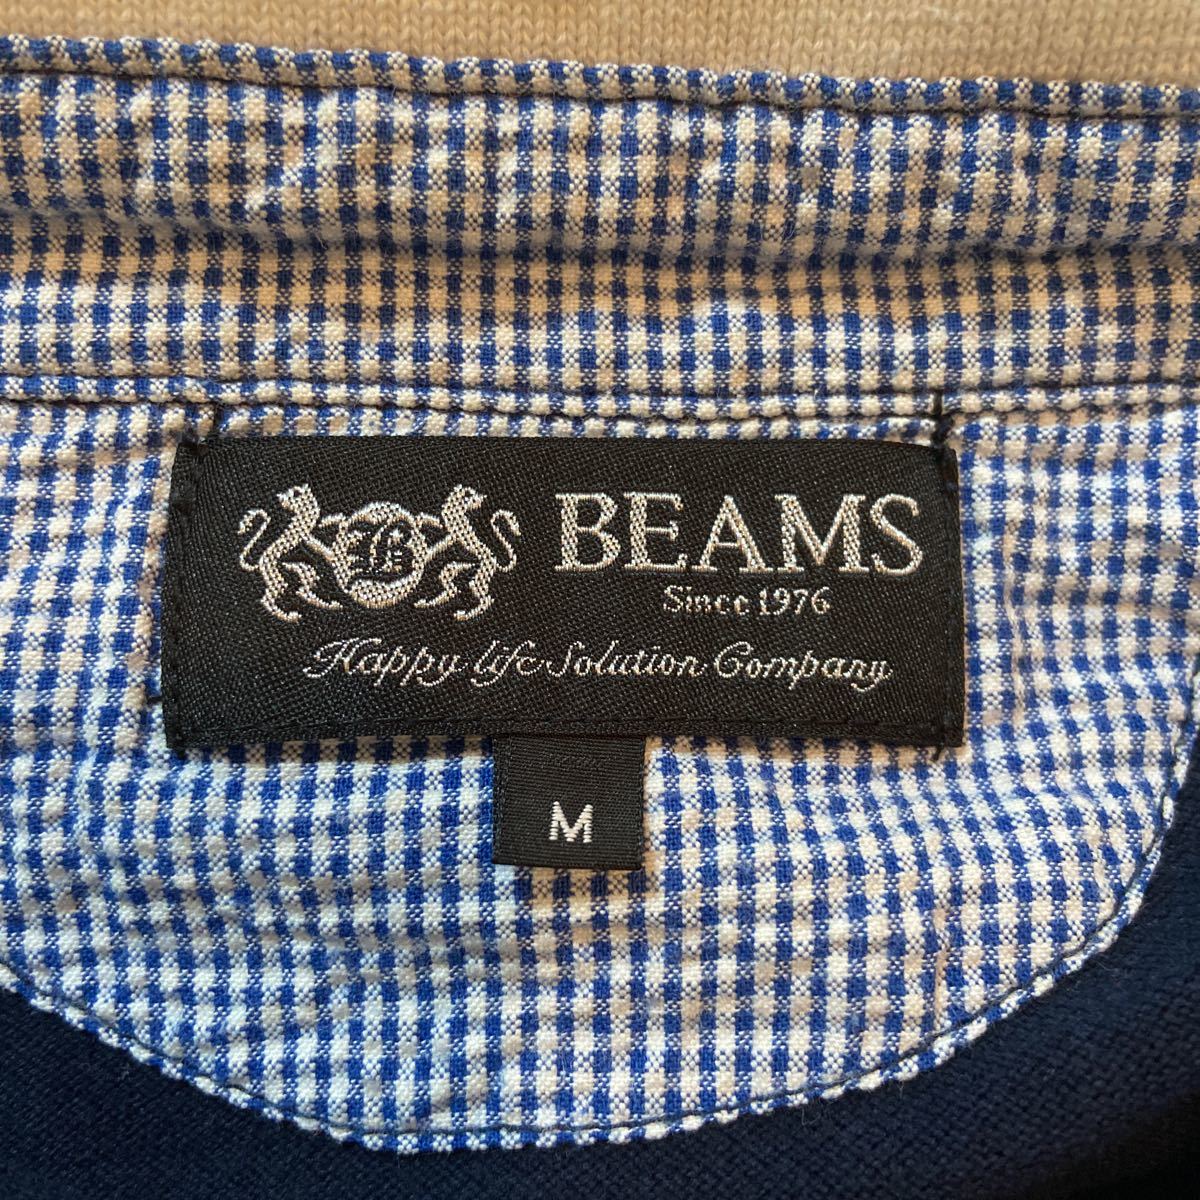 B BEAMS
Since 1976
Happy life Solution Company
M